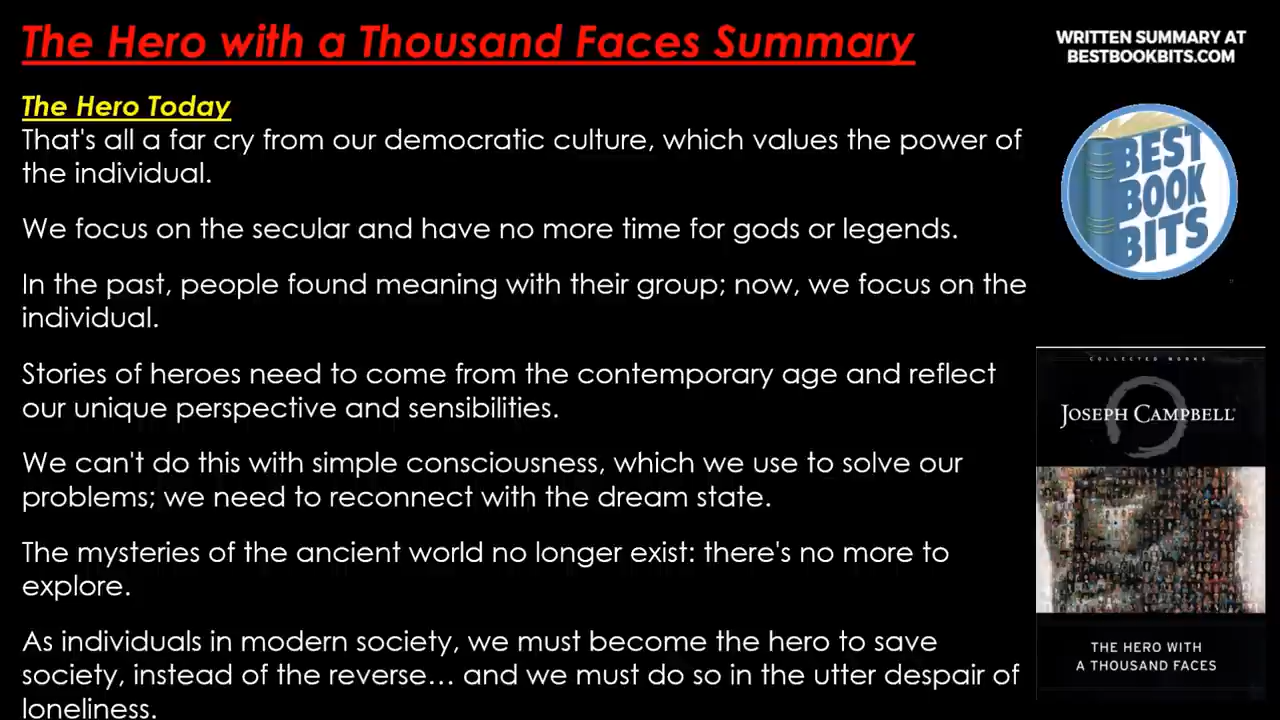 The Hero with a Thousand Faces Summary
WRITTEN SUMMARY AT
BESTBOOKBITS.COM
The Hero Today
That's all a far cry from our democratic culture, which values the power of
the individual.
We focus on the secular and have no more time for gods or legends.
In the past, people found meaning with their group; now, we focus on the
individual.
Stories of heroes need to come from the contemporary age and reflect
our unique perspective and sensibilities.
We can't do this with simple consciousness, which we use to solve our
problems; we need to reconnect with the dream state.
The mysteries of the ancient world no longer exist: there's no more to
explore.
As individuals in modern society, we must become the hero to save
society, instead of the reverse... and we must do so in the utter despair of
loneliness.
BEST
BOOK
BITS
COLLECTED WORKS
JOSEPH CAMPBELL
THE HERO WITH
A THOUSAND FACES